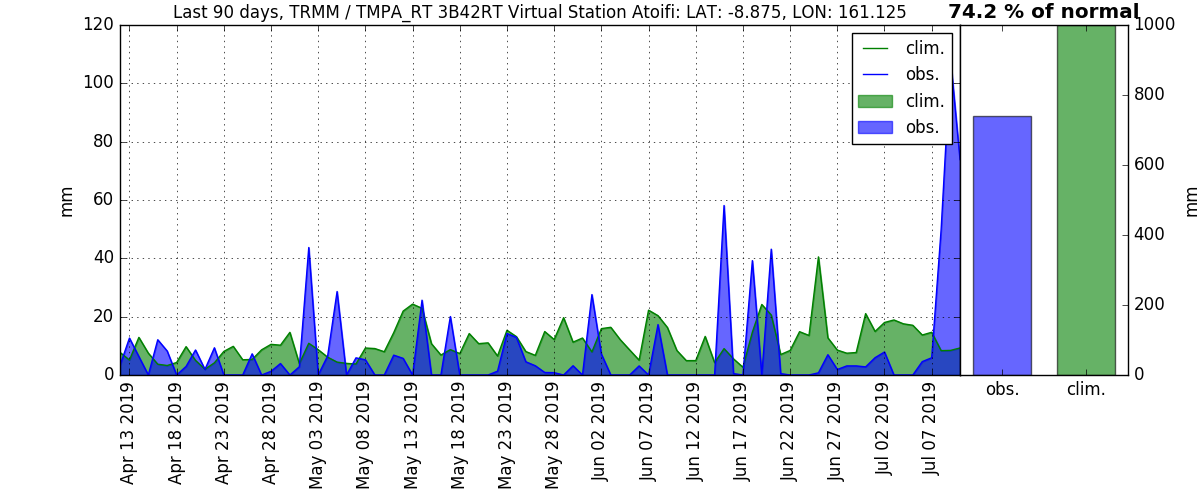 Last 90 days, TRMM / TMPA_RT 3B42RT Virtual Station Atoifi: LAT: -8.875, LON: 161.125
74.2 % of normal
120
100
80
60
40
20
0
mm
clim.
obs.
clim.
obs.
1000
800
600
400
200
0
mm
Apr 13 2019
Apr 18 2019
Apr 23 2019
Apr 28 2019
May 03 2019
May 08 2019
May 13 2019
May 18 2019
May 23 2019
May 28 2019
Jun 02 2019
Jun 07 2019
Jun 12 2019
Jun 17 2019
Jun 22 2019
Jun 27 2019
Jul 02 2019
Jul 07 2019
obs.
clim.